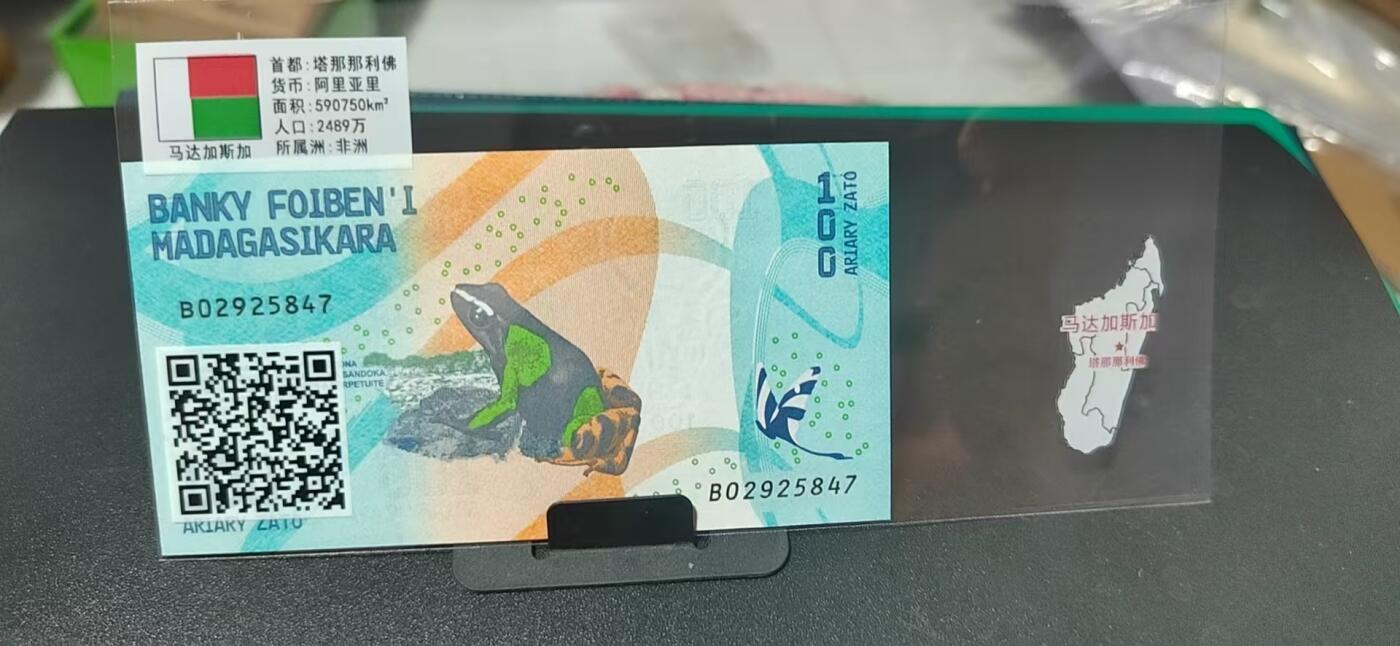 首都:塔那那利佛
货币:阿里亚里
面积:590750km²
人口:2489万
所属洲:非洲
马达加斯加
BANKY FOIBEN'I
MADAGASIKARA
B02925847
100
ARIARY ZATO
ARIARY ZATO
B02925847
马达加斯加
塔那那利佛